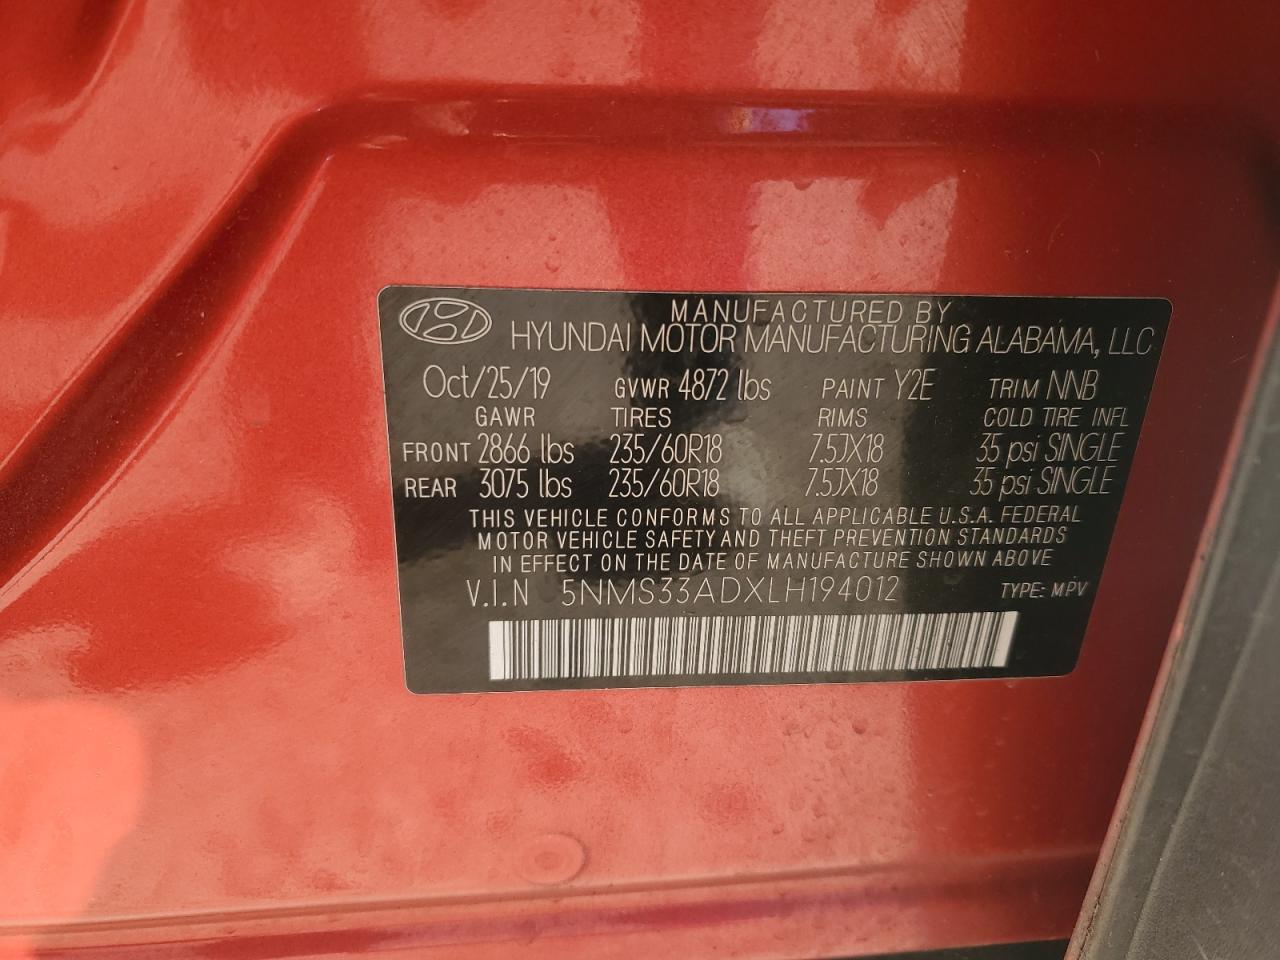 MANUFACTURED BY
HYUNDAI MOTOR MANUFACTURING ALABAMA, LLC
Oct/25/19 GVWR 4872 lbs PAINT Y2E TRIM NNB
GAWR TIRES RIMS COLD TIRE INFL
FRONT 2866 lbs 235/60R18 7.5JX18 35 psi SINGLE
REAR 3075 lbs 235/60R18 7.5JX18 35 psi SINGLE
THIS VEHICLE CONFORMS TO ALL APPLICABLE U.S.A. FEDERAL
MOTOR VEHICLE SAFETY AND THEFT PREVENTION STANDARDS
IN EFFECT ON THE DATE OF MANUFACTURE SHOWN ABOVE
V.I.N 5NMS33ADXLH194012 TYPE: MPV